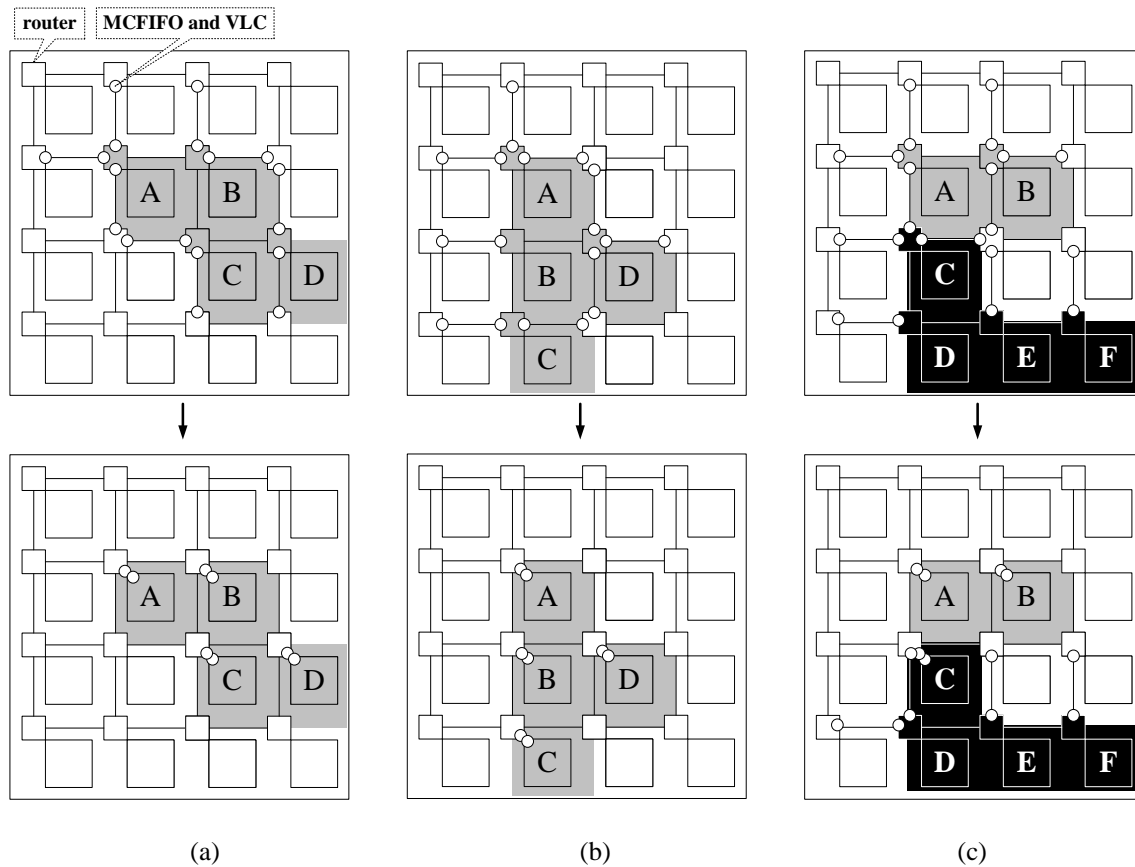 router MCFIFO and VLC
A B
C D
A
B D
C
A B
C
D E F
A B
C D
A
B D
C
A B
C
D E F
(a) (b) (c)